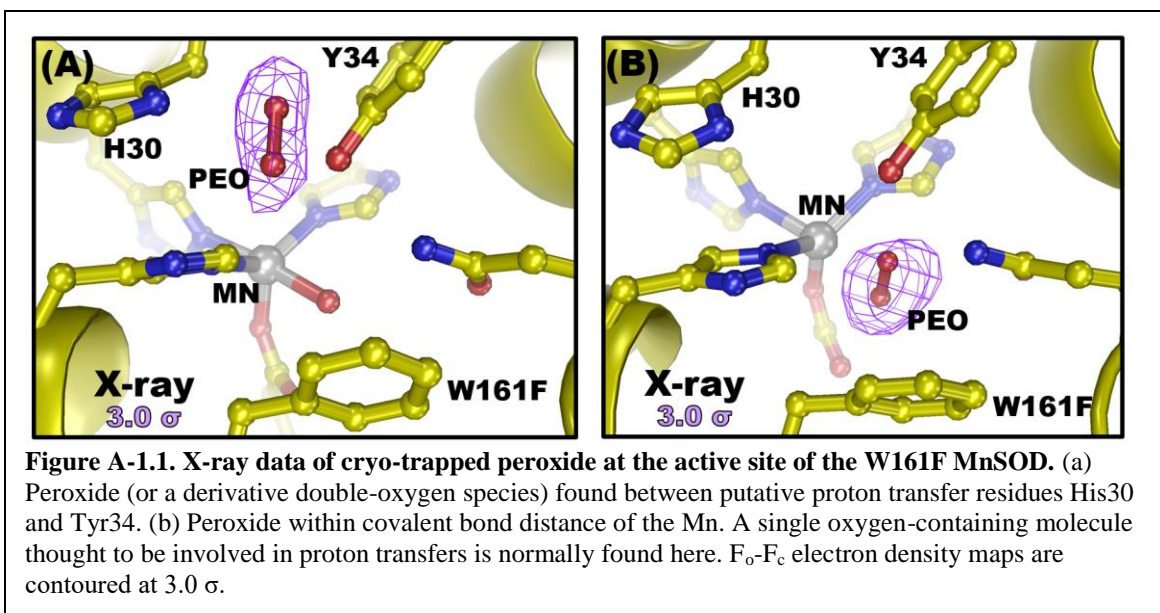 (A)
Y34
H30
PEO
MN
X-ray
3.0 σ
W161F
(B)
Y34
H30
MN
PEO
X-ray
3.0 σ
W161F
Figure A-1.1. X-ray data of cryo-trapped peroxide at the active site of the W161F MnSOD. (a)
Peroxide (or a derivative double-oxygen species) found between putative proton transfer residues His30
and Tyr34. (b) Peroxide within covalent bond distance of the Mn. A single oxygen-containing molecule
thought to be involved in proton transfers is normally found here. Fₒ-F꜀ electron density maps are
contoured at 3.0 σ.